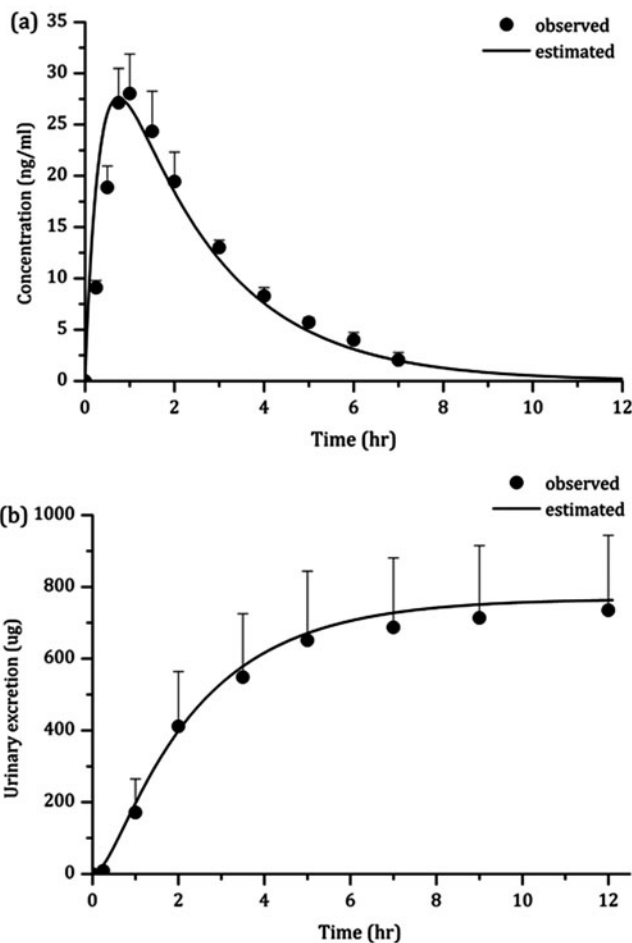 (a)
observed
estimated
35
30
25
20
15
10
5
0
Concentration (ng/ml)
0 2 4 6 8 10 12
Time (hr)
(b)
observed
estimated
1000
800
600
400
200
0
Urinary excretion (ug)
0 2 4 6 8 10 12
Time (hr)